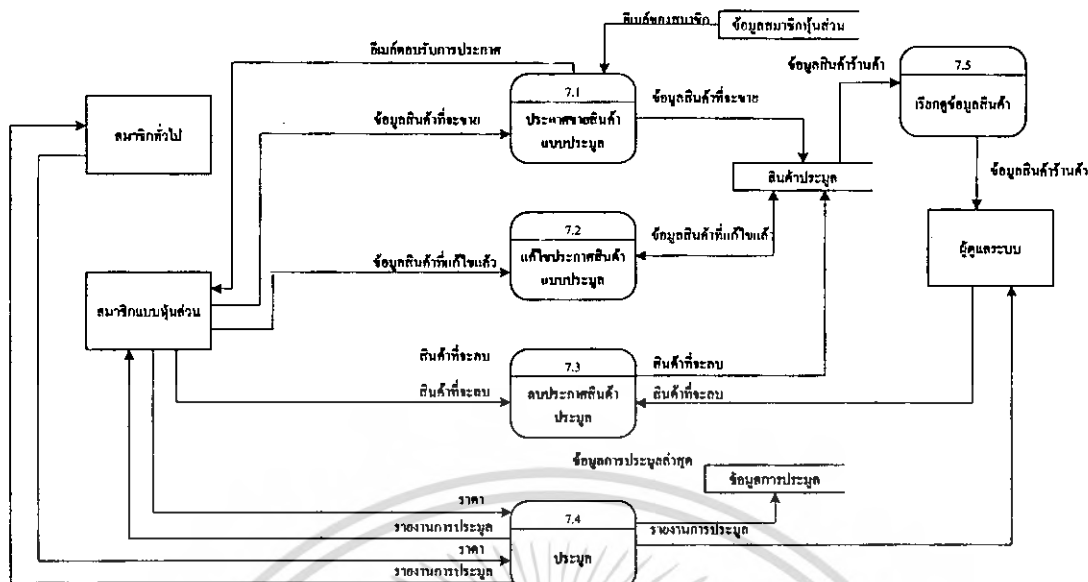 อีเมล์ของสมาชิก
ข้อมูลสมาชิกหุ้นส่วน
อีเมล์ตอบรับการประกาศ
ข้อมูลสินค้าร้านค้า
7.5
เรียกดูข้อมูลสินค้า
7.1
ประกาศขายสินค้า
แบบประมูล
ข้อมูลสินค้าที่จะขาย
ข้อมูลสินค้าที่จะขาย
สมาชิกทั่วไป
สินค้าประมูล
ข้อมูลสินค้าร้านค้า
7.2
แก้ไขประกาศสินค้า
แบบประมูล
ข้อมูลสินค้าที่แก้ไขแล้ว
ข้อมูลสินค้าที่แก้ไขแล้ว
ผู้ดูแลระบบ
สมาชิกแบบหุ้นส่วน
สินค้าที่จะลบ
7.3
สินค้าที่จะลบ
สินค้าที่จะลบ
ลบประกาศสินค้า
ประมูล
สินค้าที่จะลบ
ข้อมูลการประมูลล่าสุด
ข้อมูลการประมูล
ราคา
7.4
รายงานการประมูล
รายงานการประมูล
ราคา
ประมูล
รายงานการประมูล